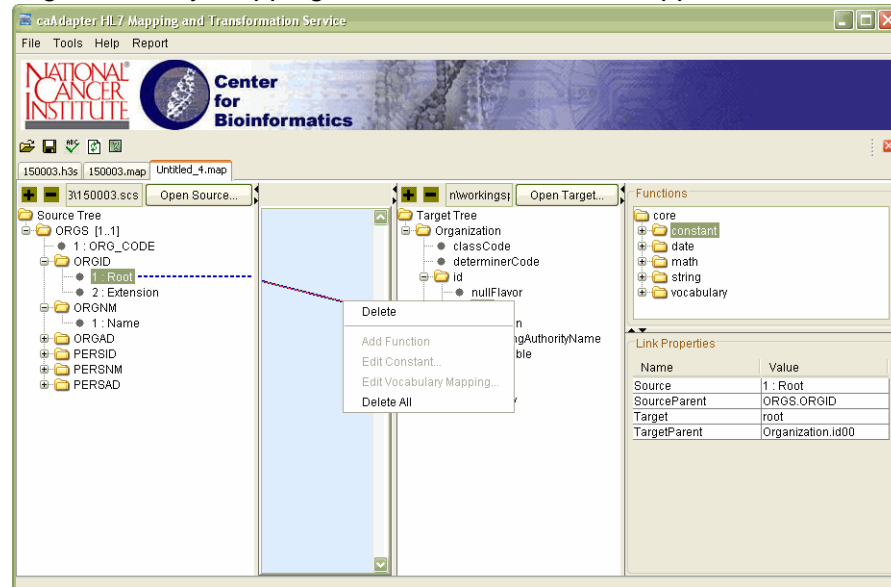 caAdapter HL7 Mapping and Transformation Service
File Tools Help Report
NATIONAL
CANCER
INSTITUTE
Center
for
Bioinformatics
150003.h3s
150003.map
Untitled_4.map
3\150003.scs
Open Source...
Source Tree
ORGS [1..1]
1 : ORG_CODE
ORGID
1 : Root
2 : Extension
ORGNM
1 : Name
ORGAD
PERSID
PERSNM
PERSAD
Delete
Add Function
Edit Constant...
Edit Vocabulary Mapping...
Delete All
Open Target...
Target Tree
Organization
classCode
determinerCode
id
nullFlavor
ngAuthorityName
ble
Functions
core
constant
date
math
string
vocabulary
Link Properties
Name Value
Source 1 : Root
SourceParent ORGS.ORGID
Target root
TargetParent Organization.id00